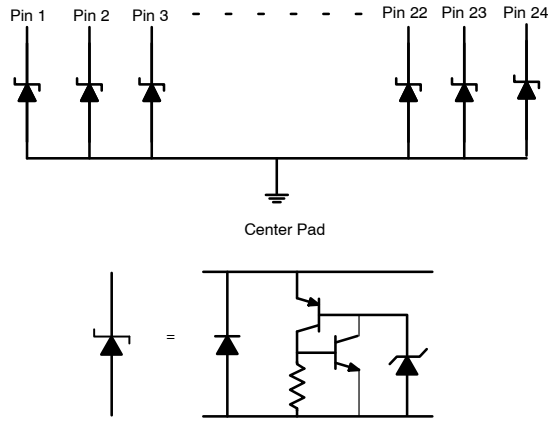 Pin 1 Pin 2 Pin 3 - - - - - - Pin 22 Pin 23 Pin 24
Center Pad
=